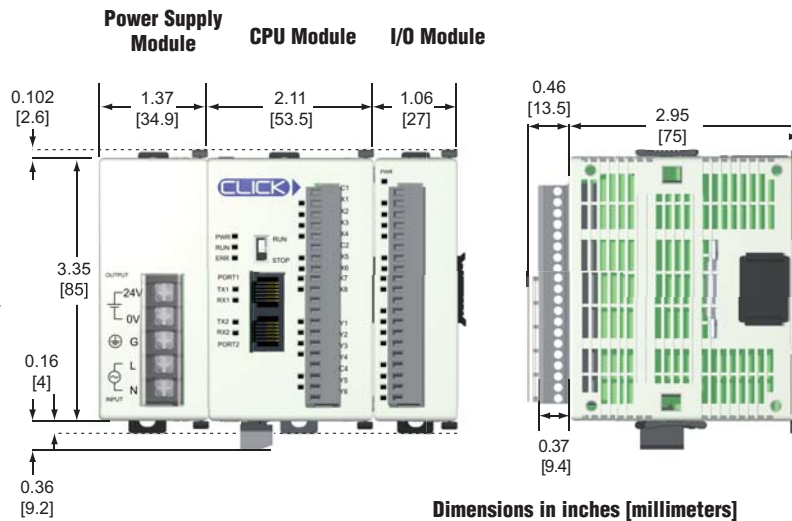 Power Supply
Module
CPU Module
I/O Module
0.102
[2.6]
1.37
[34.9]
2.11
[53.5]
1.06
[27]
0.46
[13.5]
2.95
[75]
CLICK
PWR
RUN
ERR
RUN
STOP
PORT1
TX1
RX1
TX2
RX2
PORT2
C1
X1
X2
X3
X4
C2
X5
X6
X7
X8
Y1
Y2
Y3
Y4
C4
Y5
Y6
PWR
3.35
[85]
OUTPUT
24V
0V
G
L
N
INPUT
0.16
[4]
0.36
[9.2]
0.37
[9.4]
Dimensions in inches [millimeters]